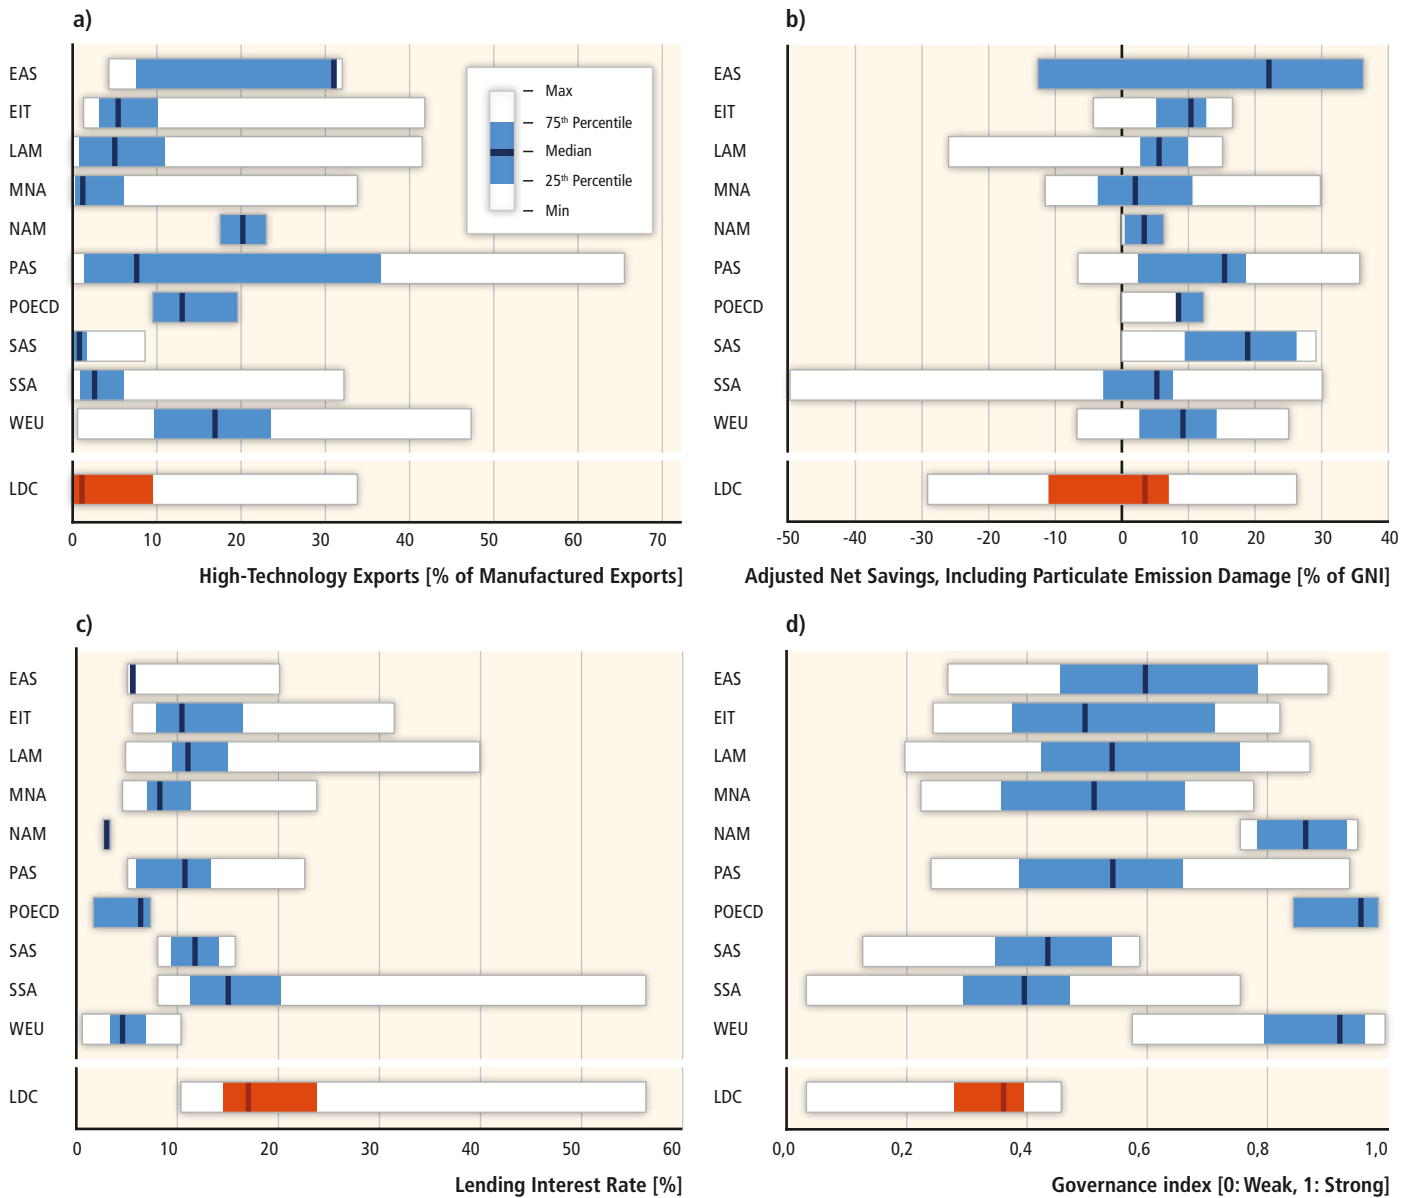 a)
EAS
EIT
LAM
MNA
NAM
PAS
POECD
SAS
SSA
WEU
LDC
Max
75th Percentile
Median
25th Percentile
Min
0 10 20 30 40 50 60 70
High-Technology Exports [% of Manufactured Exports]
b)
EAS
EIT
LAM
MNA
NAM
PAS
POECD
SAS
SSA
WEU
LDC
-50 -40 -30 -20 -10 0 10 20 30 40
Adjusted Net Savings, Including Particulate Emission Damage [% of GNI]
c)
EAS
EIT
LAM
MNA
NAM
PAS
POECD
SAS
SSA
WEU
LDC
0 10 20 30 40 50 60
Lending Interest Rate [%]
d)
EAS
EIT
LAM
MNA
NAM
PAS
POECD
SAS
SSA
WEU
LDC
0,0 0,2 0,4 0,6 0,8 1,0
Governance index [0: Weak, 1: Strong]